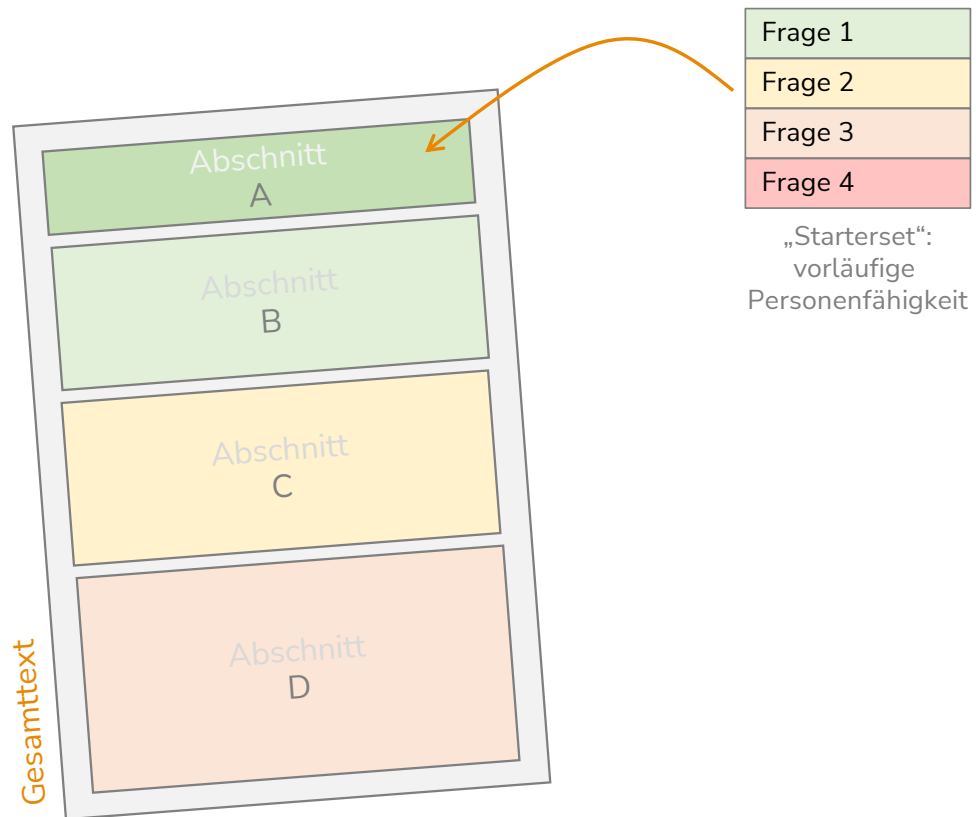 Frage 1
Frage 2
Frage 3
Frage 4
„Starterset“:
vorläufige
Personenfähigkeit
Abschnitt
A
Abschnitt
B
Abschnitt
C
Abschnitt
D
Gesamttext